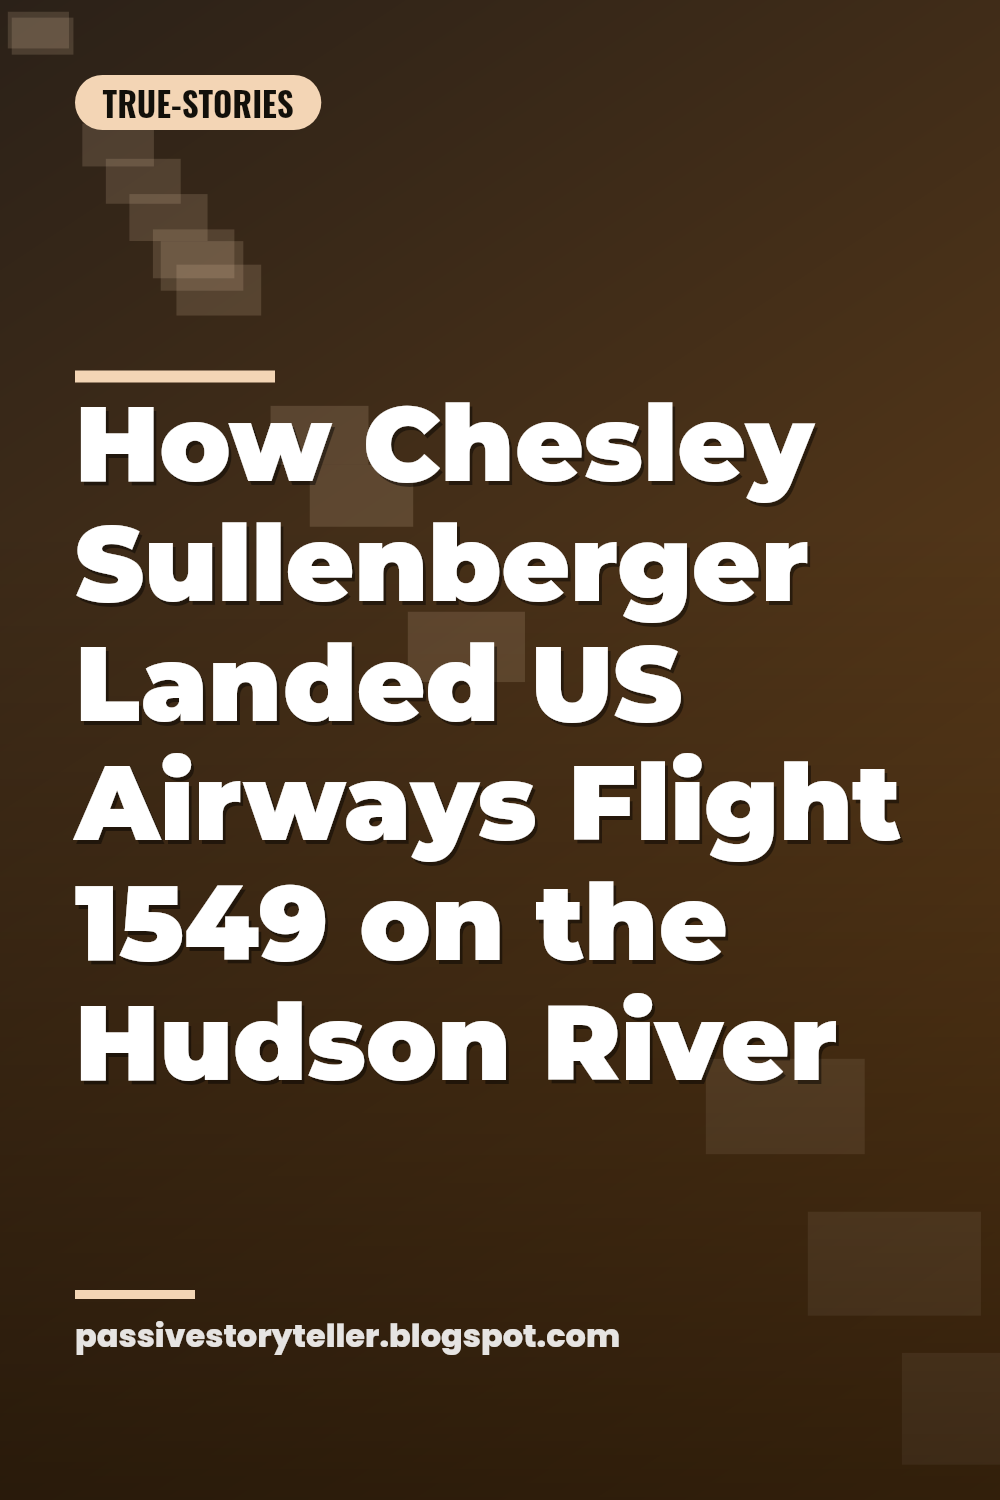 TRUE-STORIES
How Chesley
Sullenberger
Landed US
Airways Flight
1549 on the
Hudson River
passivestoryteller.blogspot.com